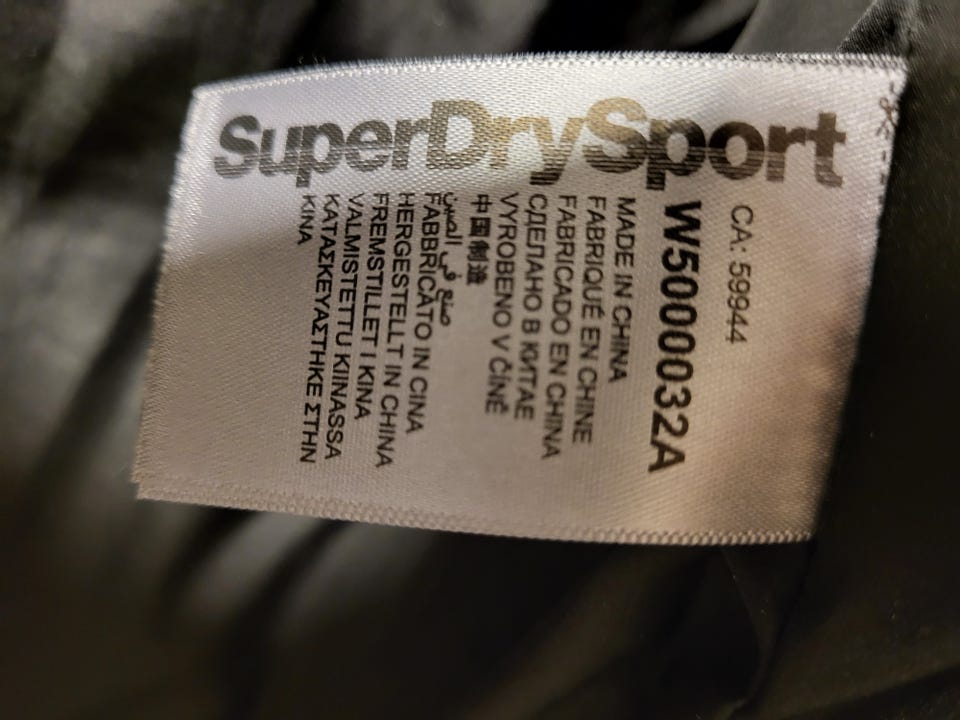 SuperDrySport
CA: 59944
W5000032A
MADE IN CHINA
FABRIQUÉ EN CHINE
FABRICADO EN CHINA
СДЕЛАНО В КИТАЕ
VYROBENO V ČÍNĚ
中国制造
صنع في الصين
FABBRICATO IN CINA
HERGESTELLT IN CHINA
FREMSTILLET I KINA
VALMISTETTU KIINASSA
ΚΑΤΑΣΚΕΥΑΣΤΗΚΕ ΣΤΗΝ
ΚΙΝΑ